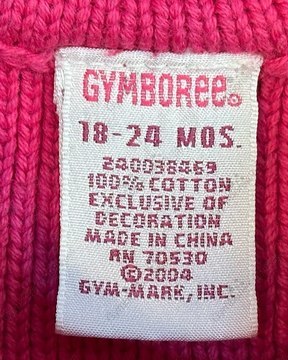 GYMBOREE®
18-24 MOS.
240038469
100% COTTON
EXCLUSIVE OF
DECORATION
MADE IN CHINA
RN 70530
©2004
GYM-MARK, INC.